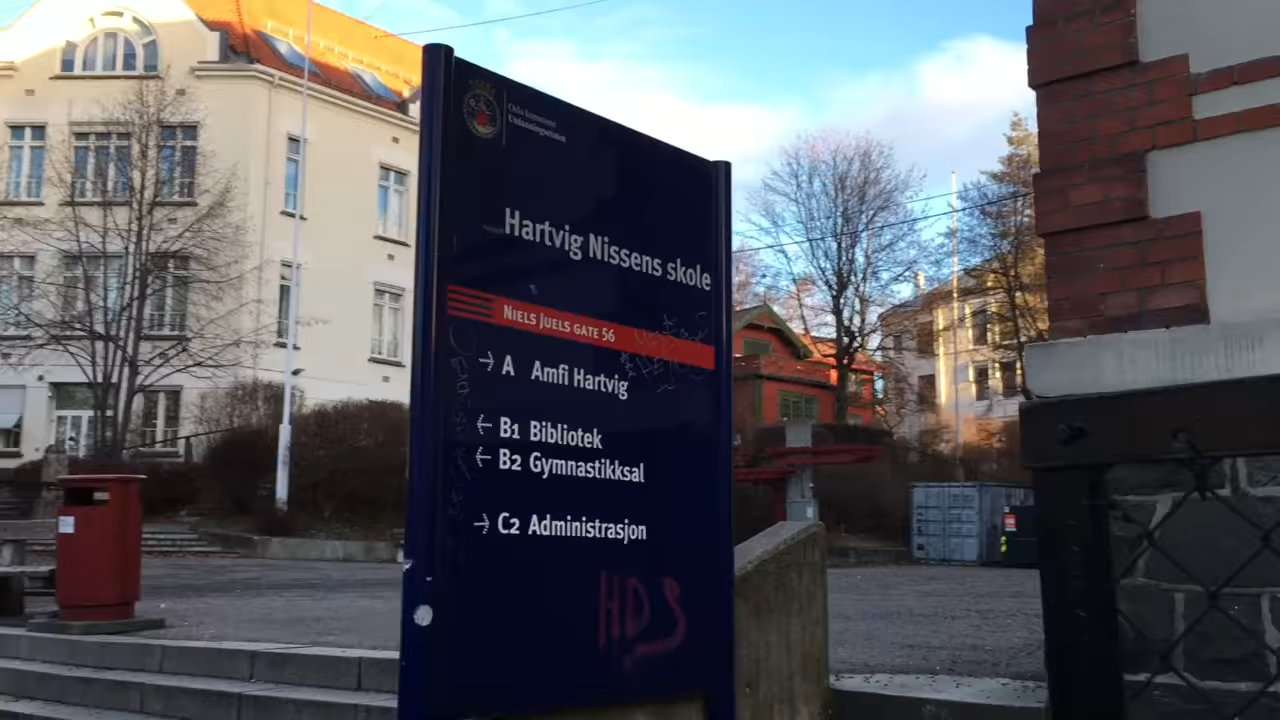 Oslo kommune
Utdanningsetaten
Hartvig Nissens skole
NIELS JUELS GATE 56
→ A Amfi Hartvig
← B1 Bibliotek
← B2 Gymnastikksal
→ C2 Administrasjon
HDS